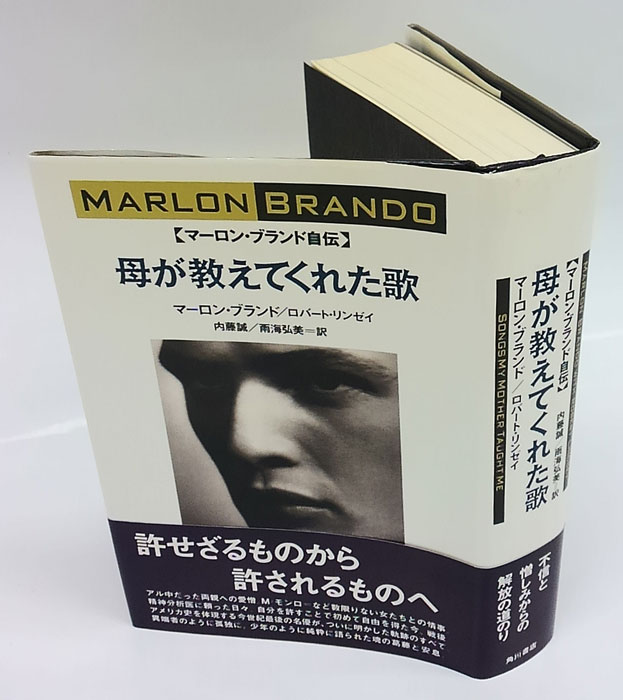 MARLON BRANDO
【マーロン・ブランド自伝】
母が教えてくれた歌
マーロン・ブランド/ロバート・リンゼイ
内藤誠/雨海弘美=訳
許せざるものから
許されるものへ
アル中だった両親への愛憎 M・モンローなど数限りない女たちとの情事
精神分析医に頼った日々 自分を許すことで初めて自由を得た今、戦後
アメリカ史を体現する今世紀最後の名優が、ついに明かした軌跡のすべて
異端者のように孤独に、少年のように純粋に語られた魂の葛藤と安息
【マーロン・ブランド自伝】
母が教えてくれた歌
マーロン・ブランド/ロバート・リンゼイ
内藤誠/雨海弘美=訳
SONGS MY MOTHER TAUGHT ME
不信と
憎しみからの
解放の道のり
角川書店